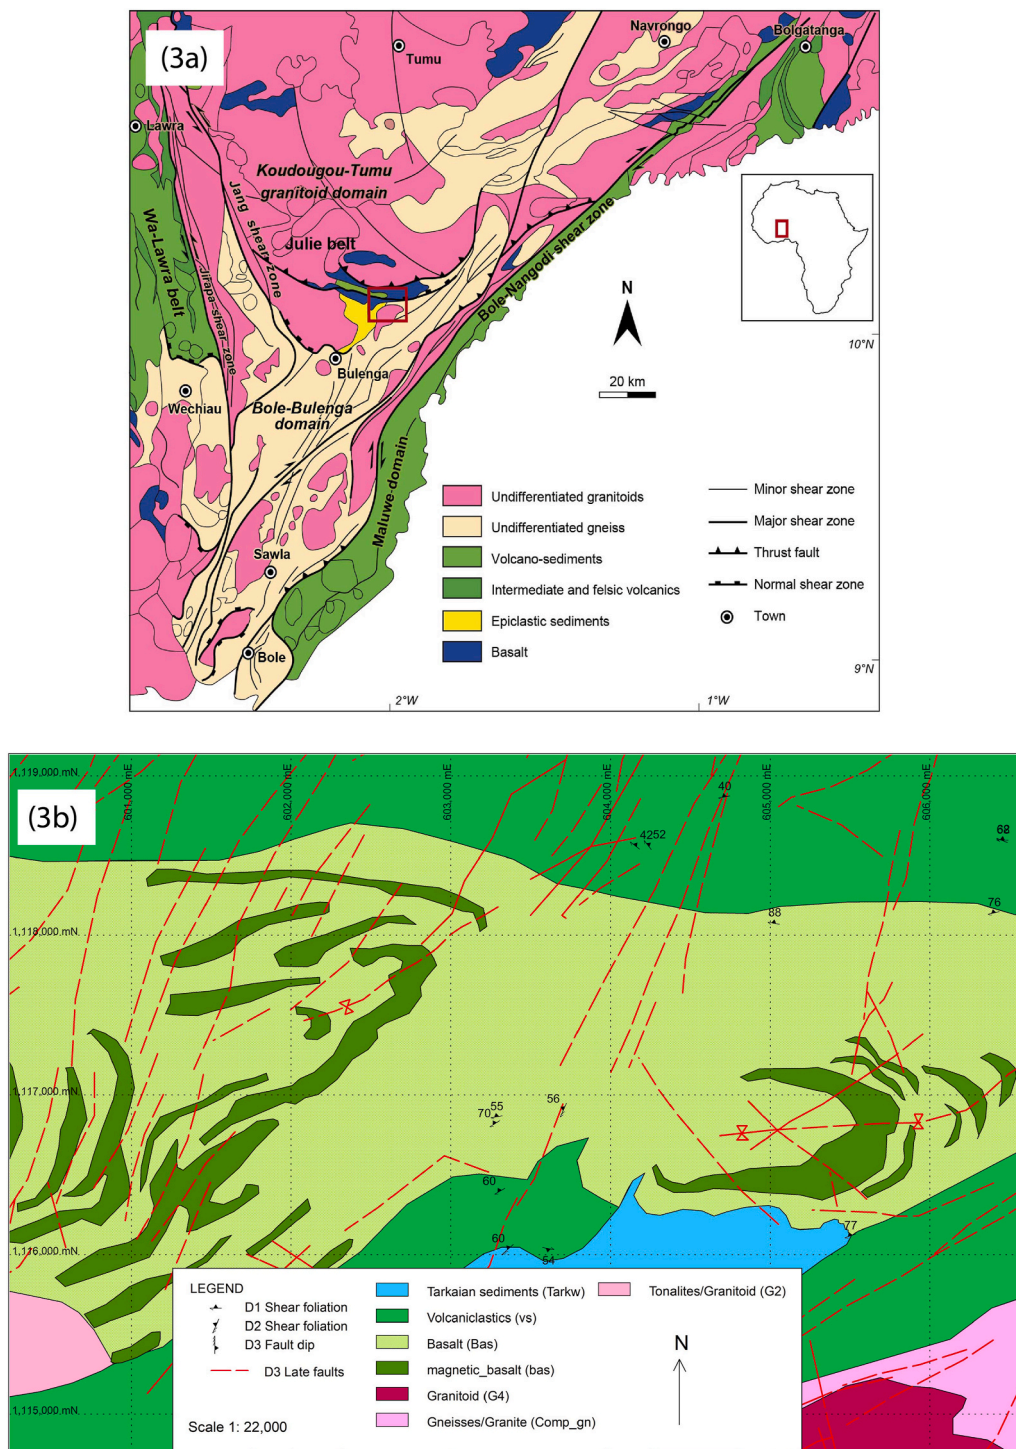 (3a)
Navrongo
Bolgatanga
Tumu
Lawra
Koudougou-Tumu
granitoid domain
Jang shear zone
Julie belt
Wa-Lawra belt
Jirapa shear zone
Bole-Nangodi shear zone
N
10°N
20 km
Bulenga
Wechiau
Bole-Bulenga
domain
Maluwe domain
Sawla
Bole
9°N
2°W
1°W
Undifferentiated granitoids
Undifferentiated gneiss
Volcano-sediments
Intermediate and felsic volcanics
Epiclastic sediments
Basalt
Minor shear zone
Major shear zone
Thrust fault
Normal shear zone
Town
(3b)
1,119,000 mN
601,000 mE
602,000 mE
603,000 mE
604,000 mE
605,000 mE
606,000 mE
40
4252
68
76
88
1,118,000 mN
1,117,000 mN
55
70
56
60
60
54
77
1,116,000 mN
1,115,000 mN
LEGEND
D1 Shear foliation
D2 Shear foliation
D3 Fault dip
D3 Late faults
Scale 1: 22,000
Tarkaian sediments (Tarkw)
Volcaniclastics (vs)
Basalt (Bas)
magnetic_basalt (bas)
Granitoid (G4)
Gneisses/Granite (Comp_gn)
Tonalites/Granitoid (G2)
N